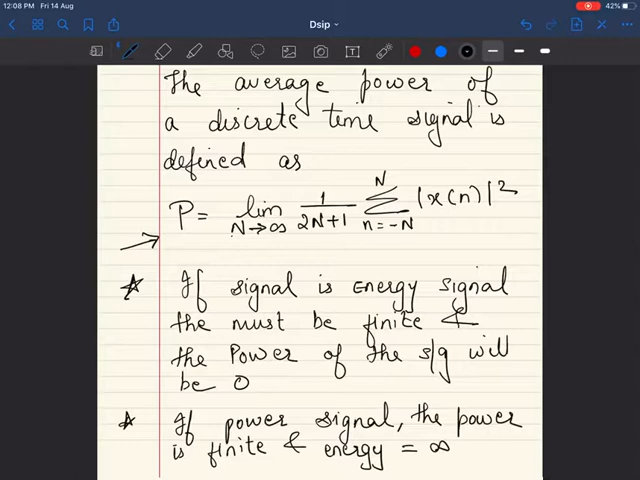 12:08 PM Fri 14 Aug
42%
Dsip
T
The average power of
a discrete time signal is
defined as
P = lim N→∞ 1/2N+1 N Σ n=-N |x(n)|²
If signal is energy signal
the must be finite &
the Power of the s/g will
be 0
If power signal, the power
is finite & energy = ∞